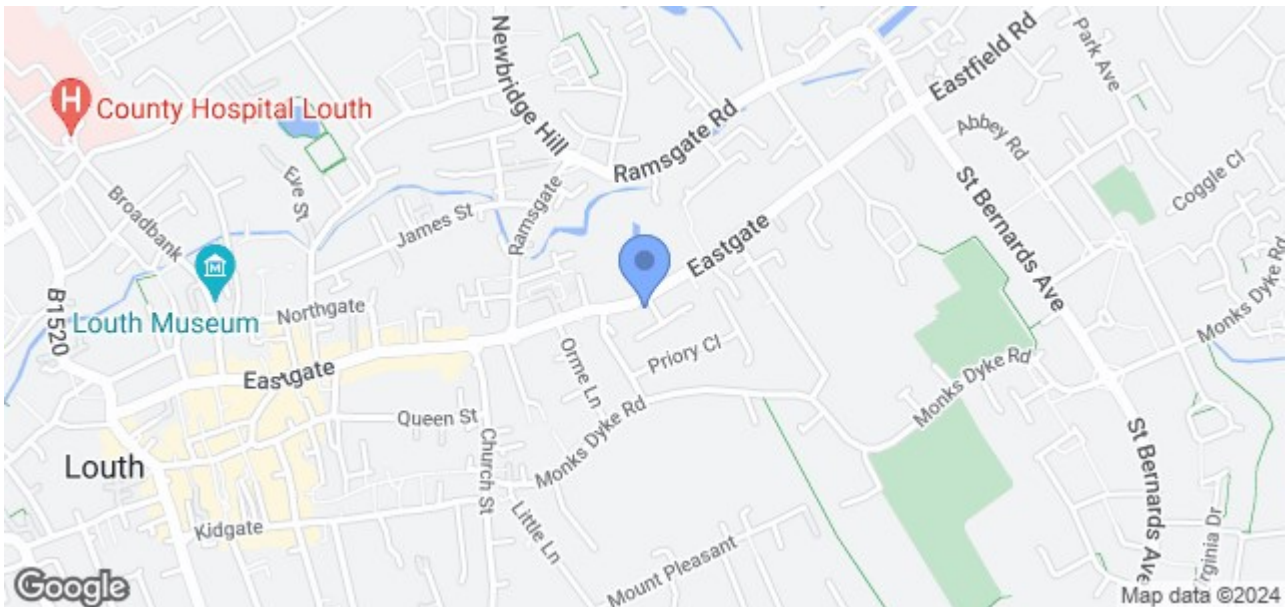 County Hospital Louth
Newbridge Hill
Ramsgate Rd
Eastfield Rd
Park Ave
Abbey Rd
Coggle Cl
Broadbank
Eve St
James St
Ramsgate
St Bernards Ave
Eastgate
B1520
Louth Museum
Northgate
Monks Dyke Rd
Orme Ln
Priory Cl
Eastgate
Monks Dyke Rd
Queen St
Church St
Monks Dyke Rd
Louth
St Bernards Ave
Kidgate
Little Ln
Mount Pleasant
Virginia Dr
Google
Map data ©2024